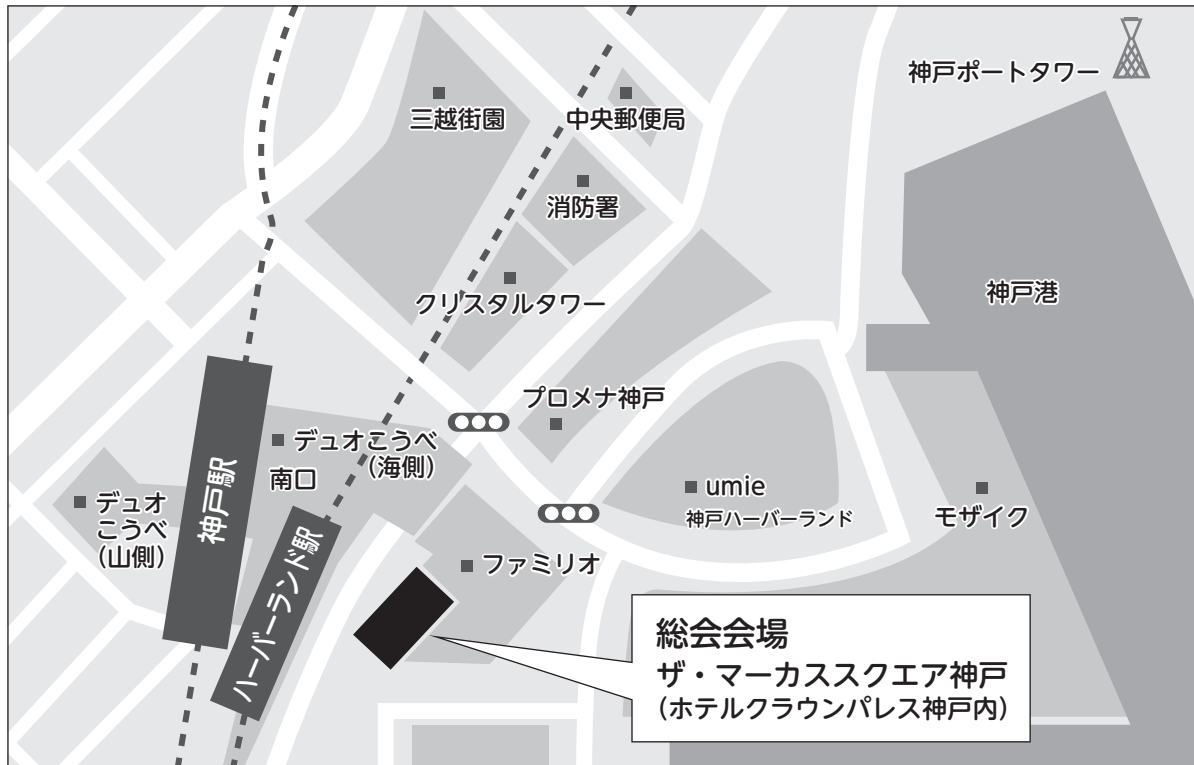 神戸ポートタワー
三越街園
中央郵便局
消防署
神戸港
クリスタルタワー
プロメナ神戸
デュオこうべ
(海側)
南口
神戸駅
デュオ
こうべ
(山側)
umie
神戸ハーバーランド
モザイク
ハーバーランド駅
ファミリオ
総会会場
ザ・マーカススクエア神戸
(ホテルクラウンパレス神戸内)